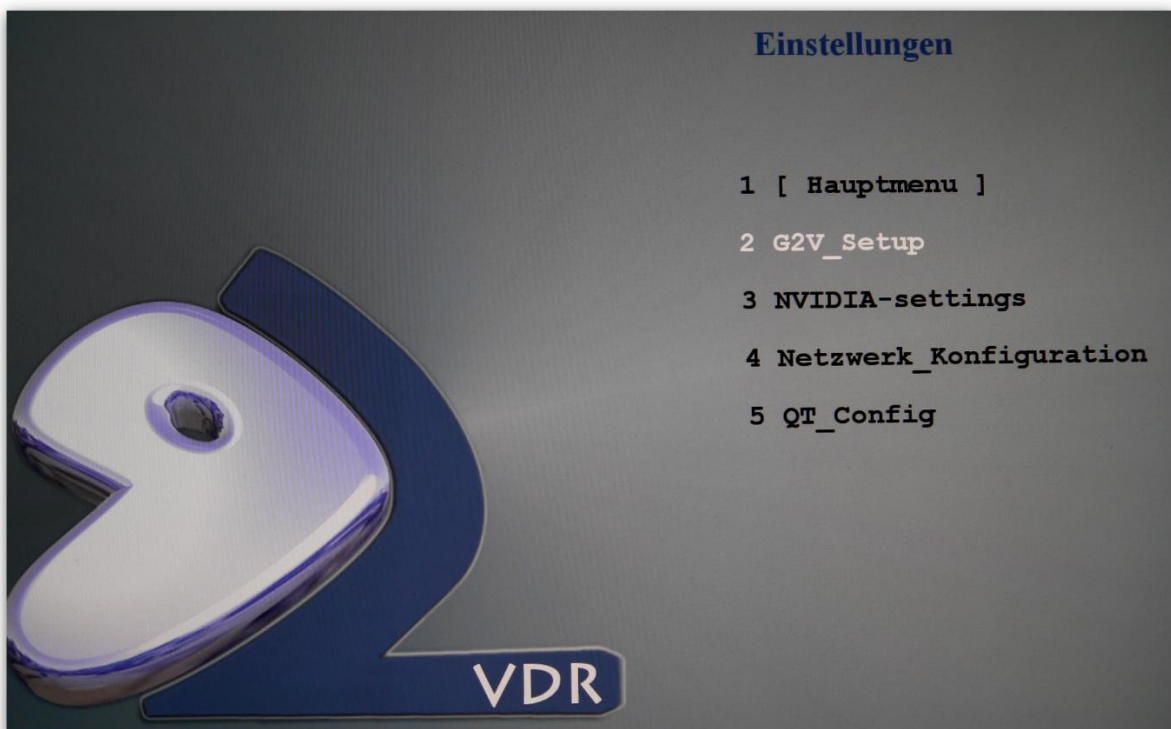 Einstellungen
1 [ Hauptmenu ]
2 G2V_Setup
3 NVIDIA-settings
4 Netzwerk_Konfiguration
5 QT_Config
VDR